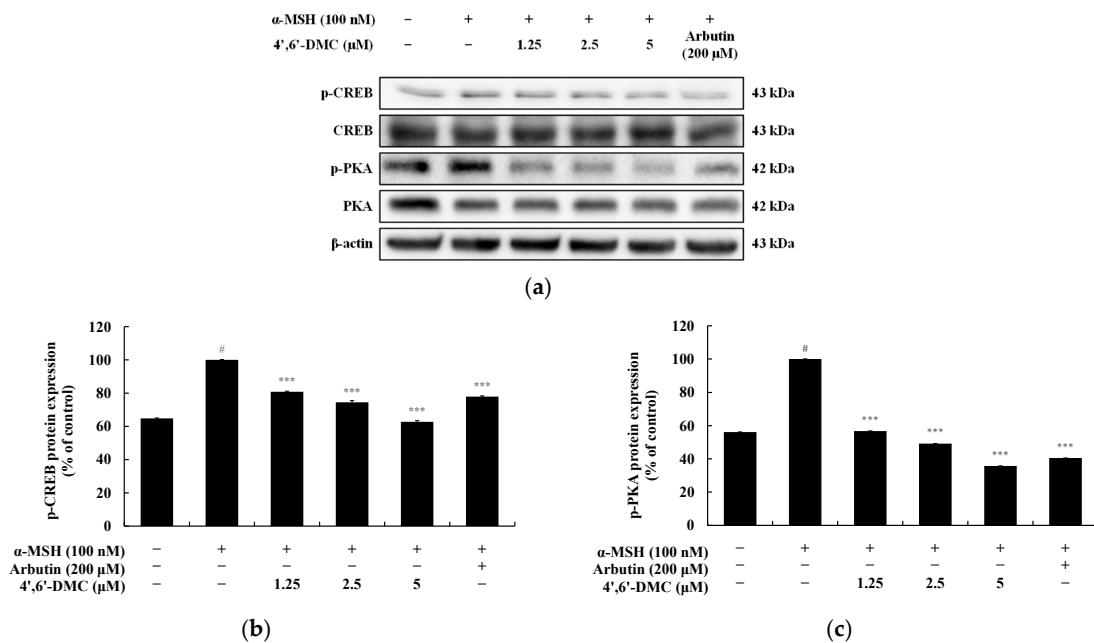 α-MSH (100 nM) − + + + + +
4',6'-DMC (μM) − − 1.25 2.5 5 Arbutin (200 μM)
p-CREB 43 kDa
CREB 43 kDa
p-PKA 42 kDa
PKA 42 kDa
β-actin 43 kDa
(a)
p-CREB protein expression
(% of control)
120
100
80
60
40
20
0
#
***
***
***
***
α-MSH (100 nM) − + + + + +
Arbutin (200 μM) − − − − − +
4',6'-DMC (μM) − − 1.25 2.5 5 −
(b)
p-PKA protein expression
(% of control)
120
100
80
60
40
20
0
#
***
***
***
***
α-MSH (100 nM) − + + + + +
Arbutin (200 μM) − − − − − +
4',6'-DMC (μM) − − 1.25 2.5 5 −
(c)